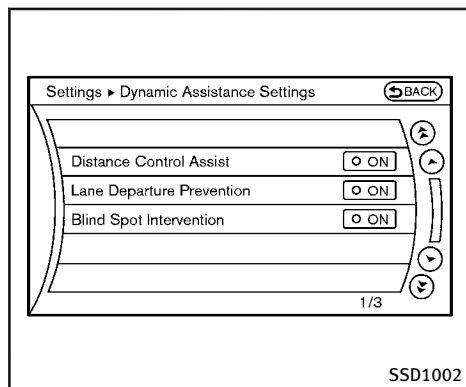 Settings ▸ Dynamic Assistance Settings
BACK
Distance Control Assist ON
Lane Departure Prevention ON
Blind Spot Intervention ON
1/3
SSD1002